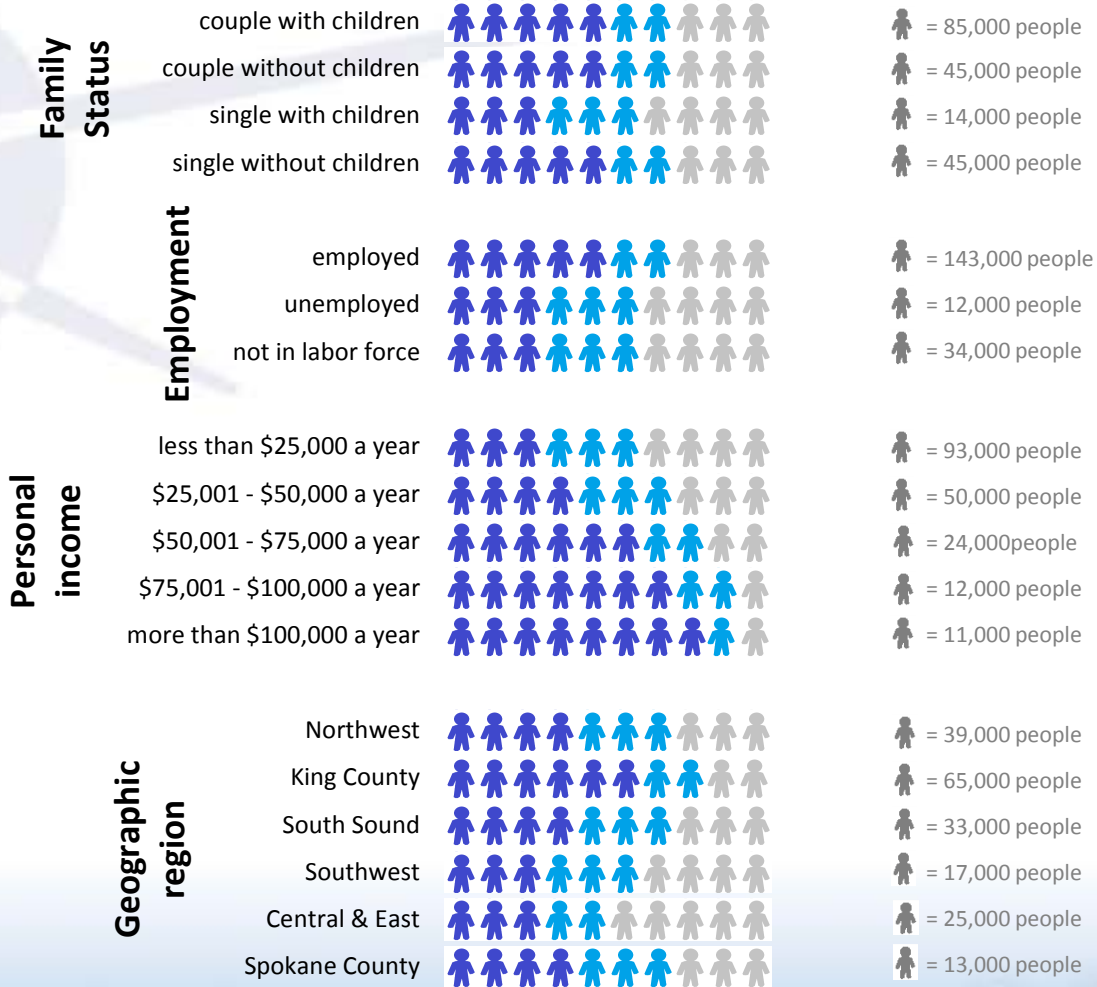 Family
Status
couple with children = 85,000 people
couple without children = 45,000 people
single with children = 14,000 people
single without children = 45,000 people
Employment
employed = 143,000 people
unemployed = 12,000 people
not in labor force = 34,000 people
Personal
income
less than $25,000 a year = 93,000 people
$25,001 - $50,000 a year = 50,000 people
$50,001 - $75,000 a year = 24,000people
$75,001 - $100,000 a year = 12,000 people
more than $100,000 a year = 11,000 people
Geographic
region
Northwest = 39,000 people
King County = 65,000 people
South Sound = 33,000 people
Southwest = 17,000 people
Central & East = 25,000 people
Spokane County = 13,000 people